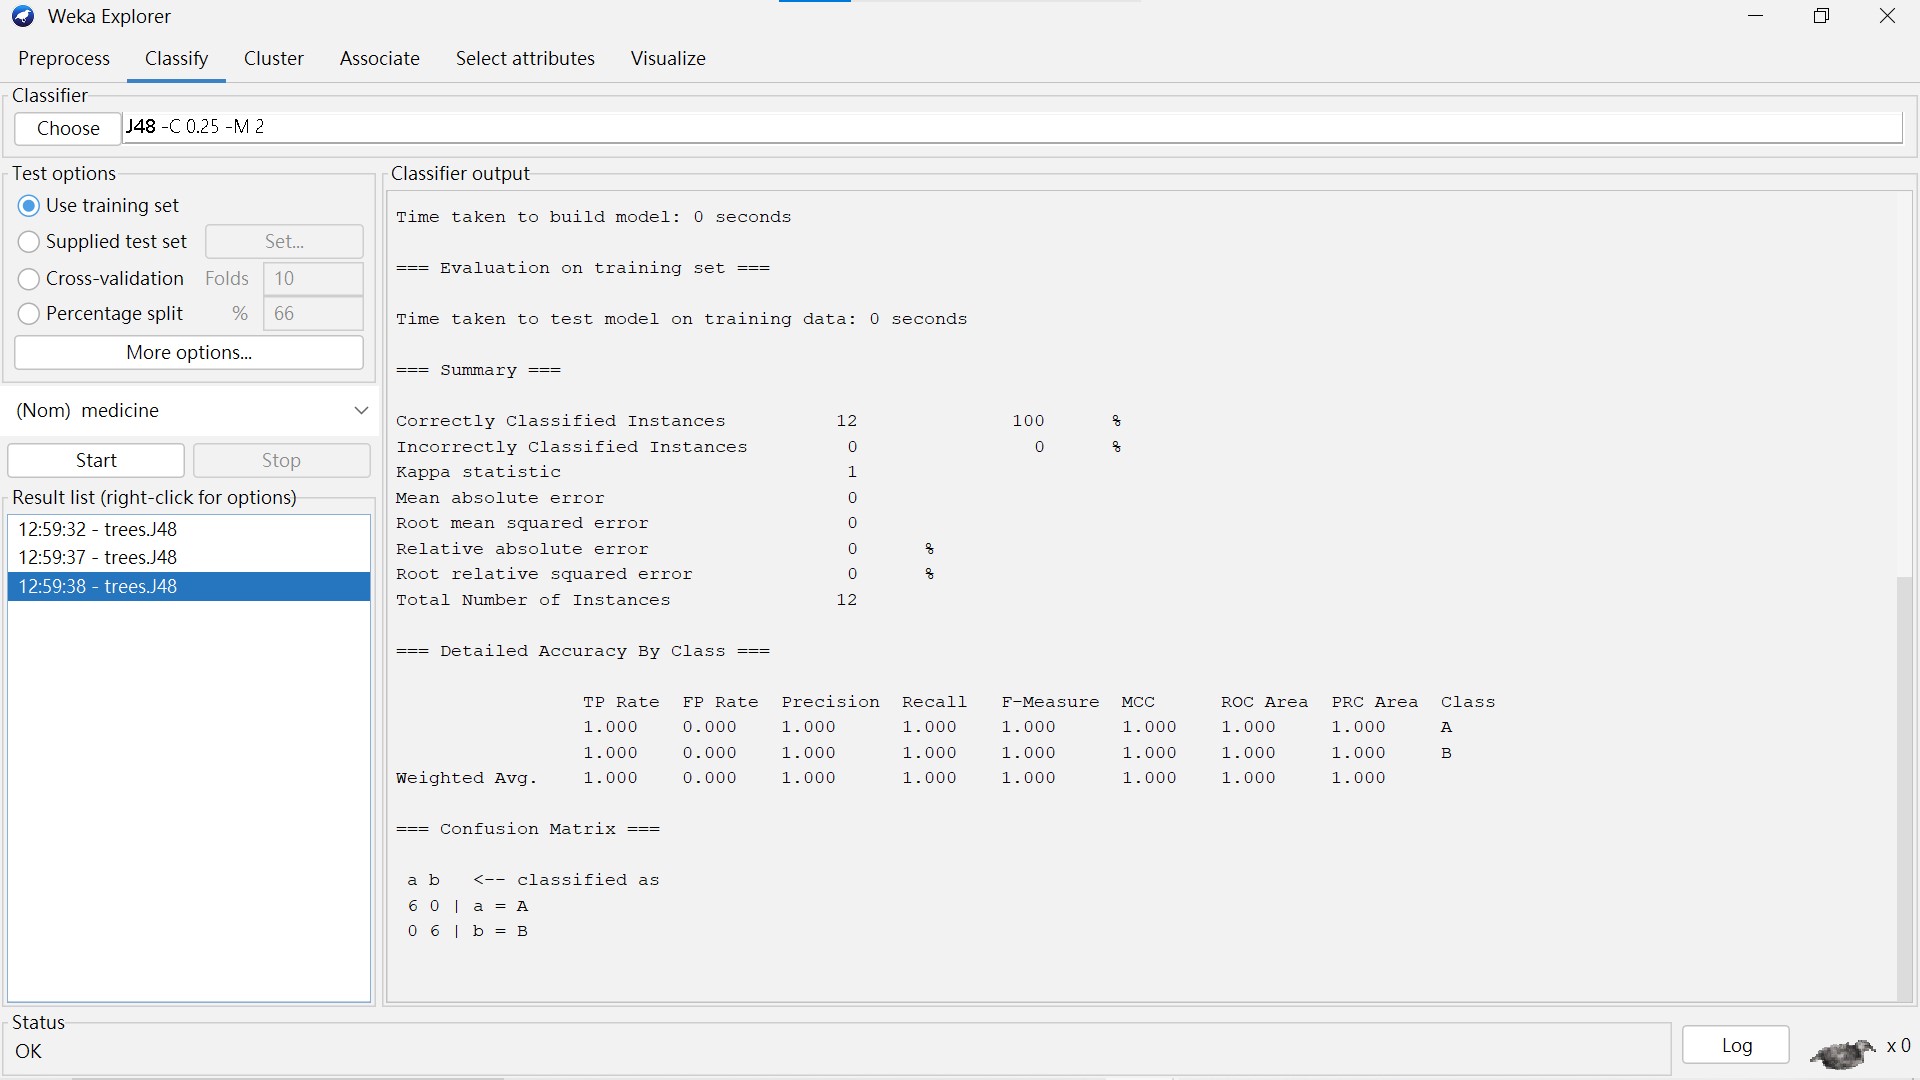 Weka Explorer
Preprocess Classify Cluster Associate Select attributes Visualize
Classifier
Choose J48 -C 0.25 -M 2
Test options
Use training set
Supplied test set Set...
Cross-validation Folds 10
Percentage split % 66
More options...
(Nom) medicine
Start Stop
Result list (right-click for options)
12:59:32 - trees.J48
12:59:37 - trees.J48
12:59:38 - trees.J48
Classifier output
Time taken to build model: 0 seconds
=== Evaluation on training set ===
Time taken to test model on training data: 0 seconds
=== Summary ===
Correctly Classified Instances 12 100 %
Incorrectly Classified Instances 0 0 %
Kappa statistic 1
Mean absolute error 0
Root mean squared error 0
Relative absolute error 0 %
Root relative squared error 0 %
Total Number of Instances 12
=== Detailed Accuracy By Class ===
TP Rate FP Rate Precision Recall F-Measure MCC ROC Area PRC Area Class
1.000 0.000 1.000 1.000 1.000 1.000 1.000 1.000 A
1.000 0.000 1.000 1.000 1.000 1.000 1.000 1.000 B
Weighted Avg. 1.000 0.000 1.000 1.000 1.000 1.000 1.000 1.000
=== Confusion Matrix ===
a b <-- classified as
6 0 | a = A
0 6 | b = B
Status
OK
Log
x 0